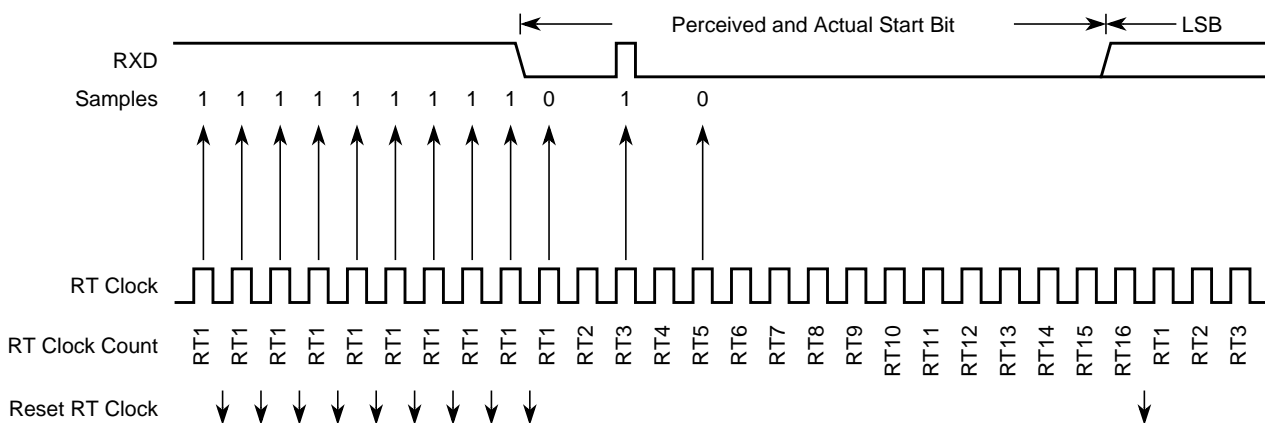 Perceived and Actual Start Bit LSB
RXD
Samples 1 1 1 1 1 1 1 1 1 0 1 0
RT Clock
RT Clock Count RT1 RT1 RT1 RT1 RT1 RT1 RT1 RT1 RT1 RT1 RT2 RT3 RT4 RT5 RT6 RT7 RT8 RT9 RT10 RT11 RT12 RT13 RT14 RT15 RT16 RT1 RT2 RT3
Reset RT Clock